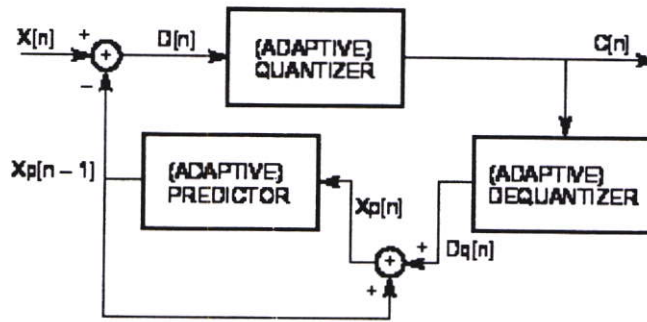 X[n]
+
D[n]
(ADAPTIVE)
QUANTIZER
C[n]
+
−
Xp[n - 1]
(ADAPTIVE)
PREDICTOR
Xp[n]
(ADAPTIVE)
DEQUANTIZER
+
Dq[n]
+
+